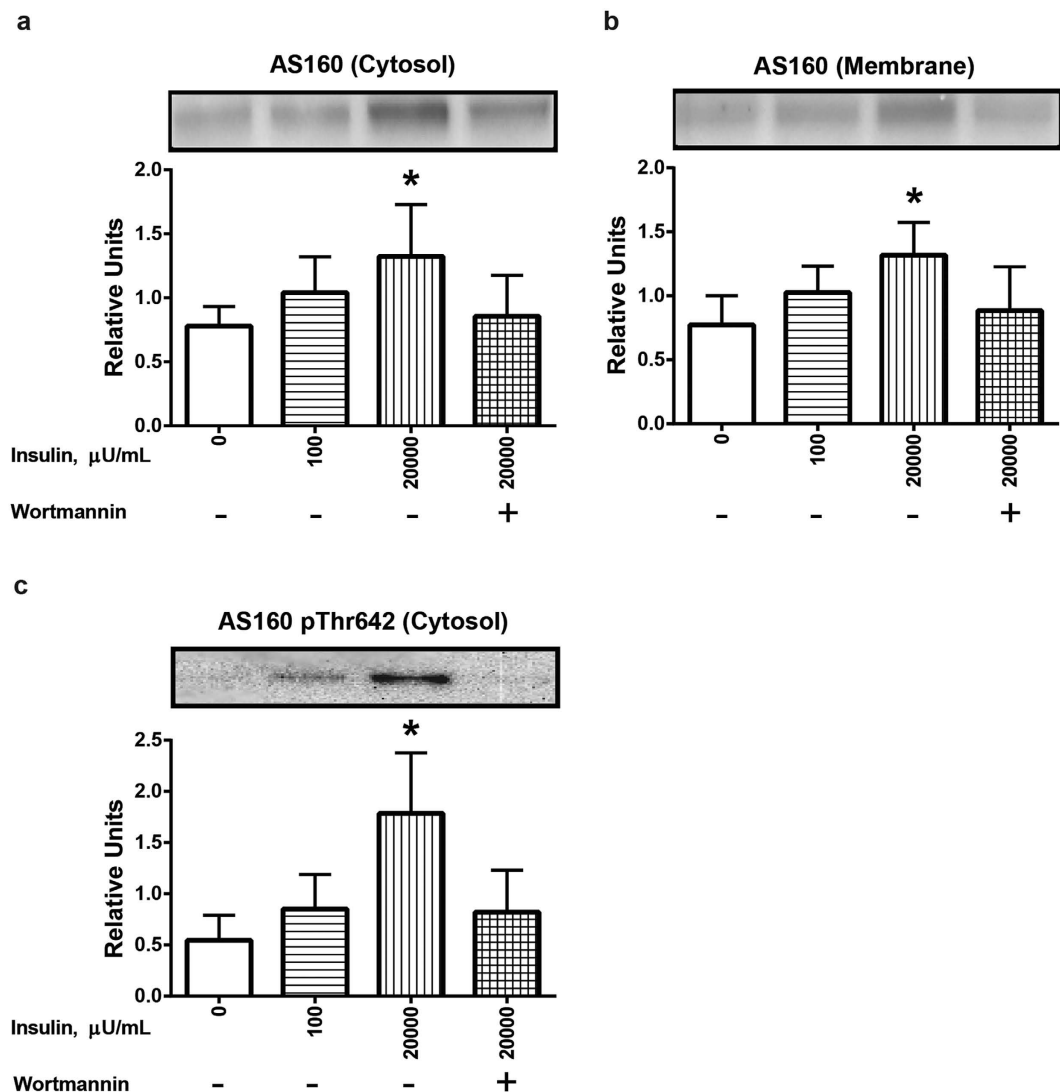 a
AS160 (Cytosol)
*
2.0
1.5
1.0
0.5
0.0
Relative Units
0 100 20000 20000
Insulin, μU/mL
Wortmannin - - - +
b
AS160 (Membrane)
*
2.0
1.5
1.0
0.5
0.0
Relative Units
0 100 20000 20000
- - - +
c
AS160 pThr642 (Cytosol)
*
2.5
2.0
1.5
1.0
0.5
0.0
Relative Units
0 100 20000 20000
Insulin, μU/mL
Wortmannin - - - +